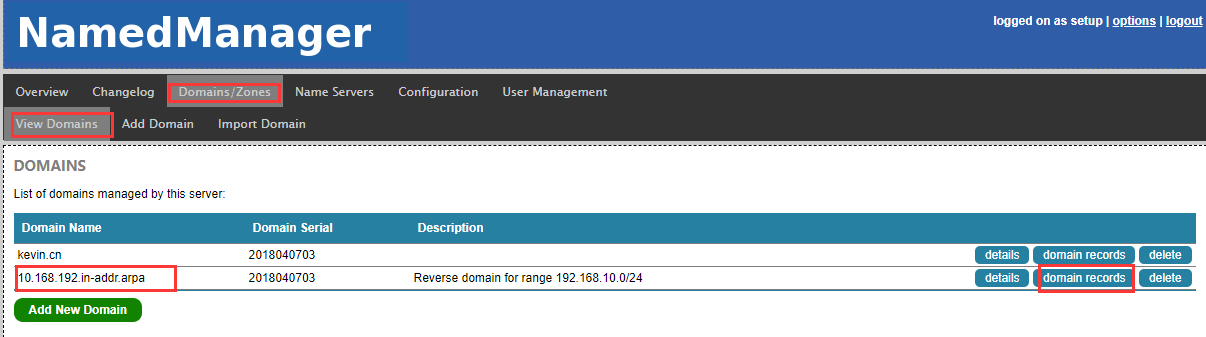 NamedManager
logged on as setup | options | logout
Overview Changelog Domains/Zones Name Servers Configuration User Management
View Domains Add Domain Import Domain
DOMAINS
List of domains managed by this server:
Domain Name Domain Serial Description
kevin.cn 2018040703 details domain records delete
10.168.192.in-addr.arpa 2018040703 Reverse domain for range 192.168.10.0/24 details domain records delete
Add New Domain